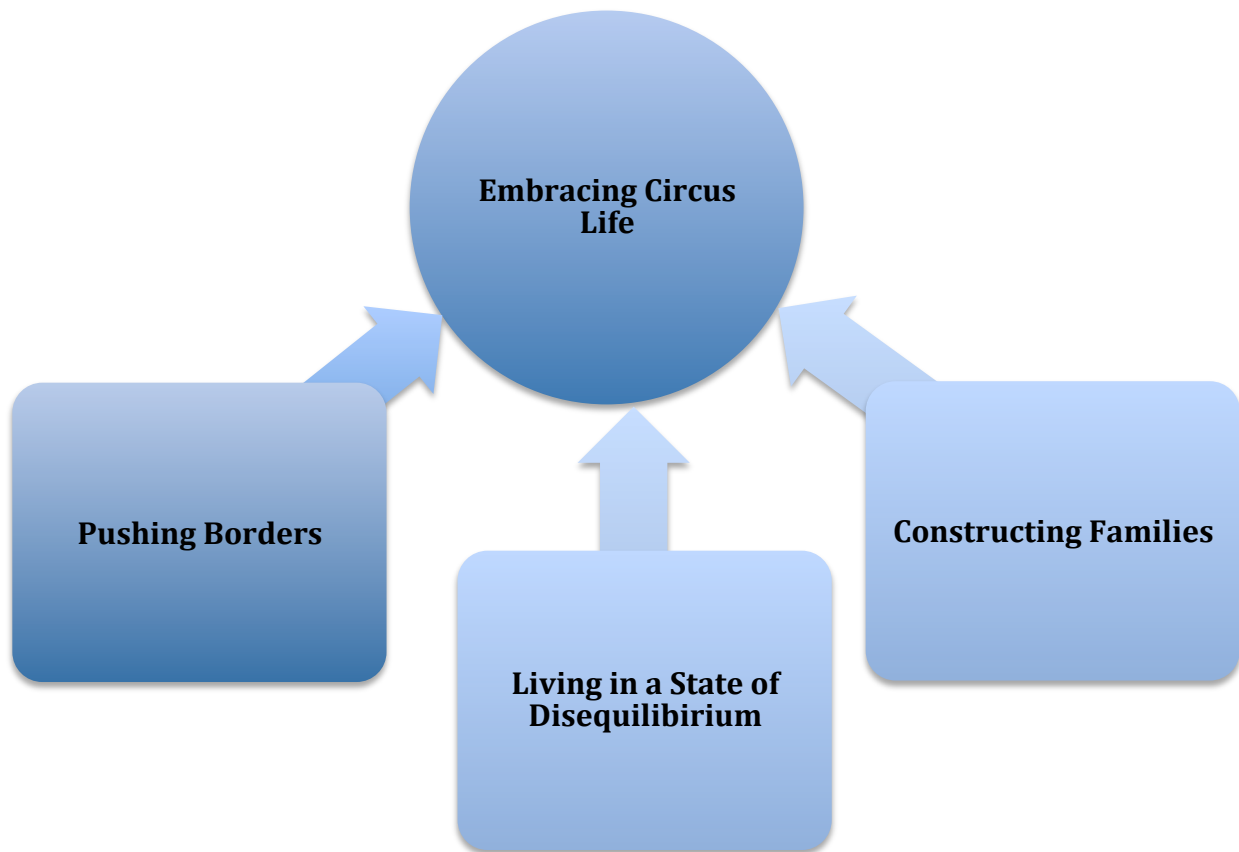 Embracing Circus
Life
Pushing Borders
Living in a State of
Disequilibirium
Constructing Families